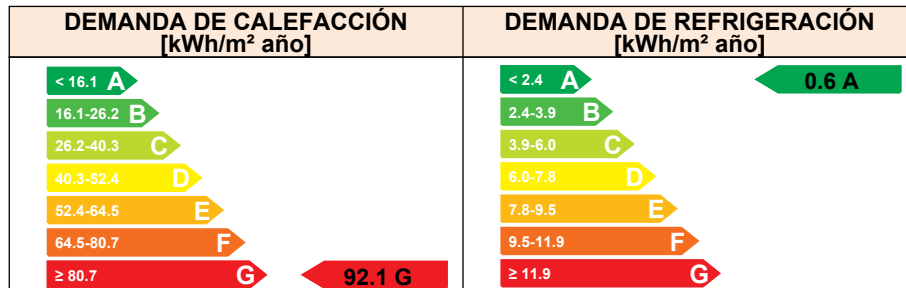 DEMANDA DE CALEFACCIÓN
[kWh/m² año]
< 16.1 A
16.1-26.2 B
26.2-40.3 C
40.3-52.4 D
52.4-64.5 E
64.5-80.7 F
≥ 80.7 G
92.1 G
DEMANDA DE REFRIGERACIÓN
[kWh/m² año]
< 2.4 A
0.6 A
2.4-3.9 B
3.9-6.0 C
6.0-7.8 D
7.8-9.5 E
9.5-11.9 F
≥ 11.9 G